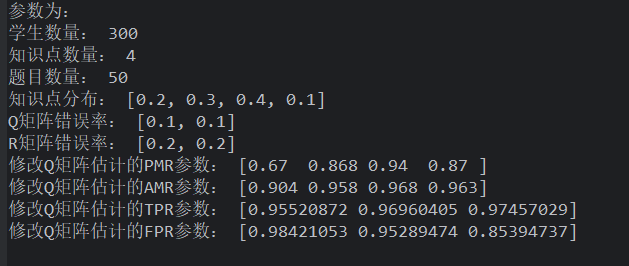 参数为:
学生数量: 300
知识点数量: 4
题目数量: 50
知识点分布: [0.2, 0.3, 0.4, 0.1]
Q矩阵错误率: [0.1, 0.1]
R矩阵错误率: [0.2, 0.2]
修改Q矩阵估计的PMR参数: [0.67  0.868 0.94  0.87 ]
修改Q矩阵估计的AMR参数: [0.904 0.958 0.968 0.963]
修改Q矩阵估计的TPR参数: [0.95520872 0.96960405 0.97457029]
修改Q矩阵估计的FPR参数: [0.98421053 0.95289474 0.85394737]